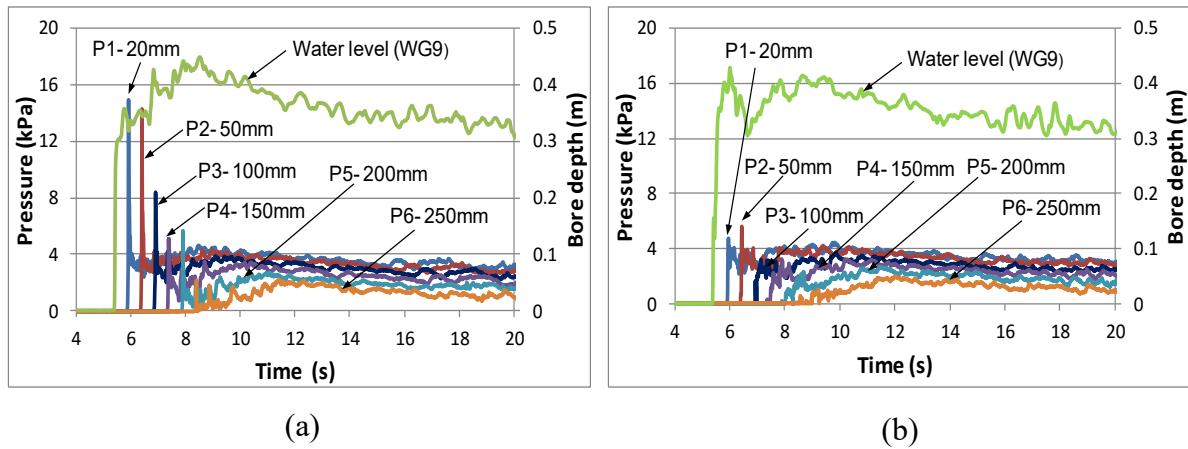 20
16
12
8
4
0
Pressure (kPa)
P1- 20mm
P2- 50mm
P3- 100mm
P4- 150mm
P5- 200mm
P6- 250mm
Water level (WG9)
0.5
0.4
0.3
0.2
0.1
0
Bore depth (m)
4 6 8 10 12 14 16 18 20
Time (s)
(a)
20
16
12
8
4
0
Pressure (kPa)
P1- 20mm
P2- 50mm
P3- 100mm
P4- 150mm
P5- 200mm
P6- 250mm
Water level (WG9)
0.5
0.4
0.3
0.2
0.1
0
Bore depth (m)
4 6 8 10 12 14 16 18 20
Time (s)
(b)